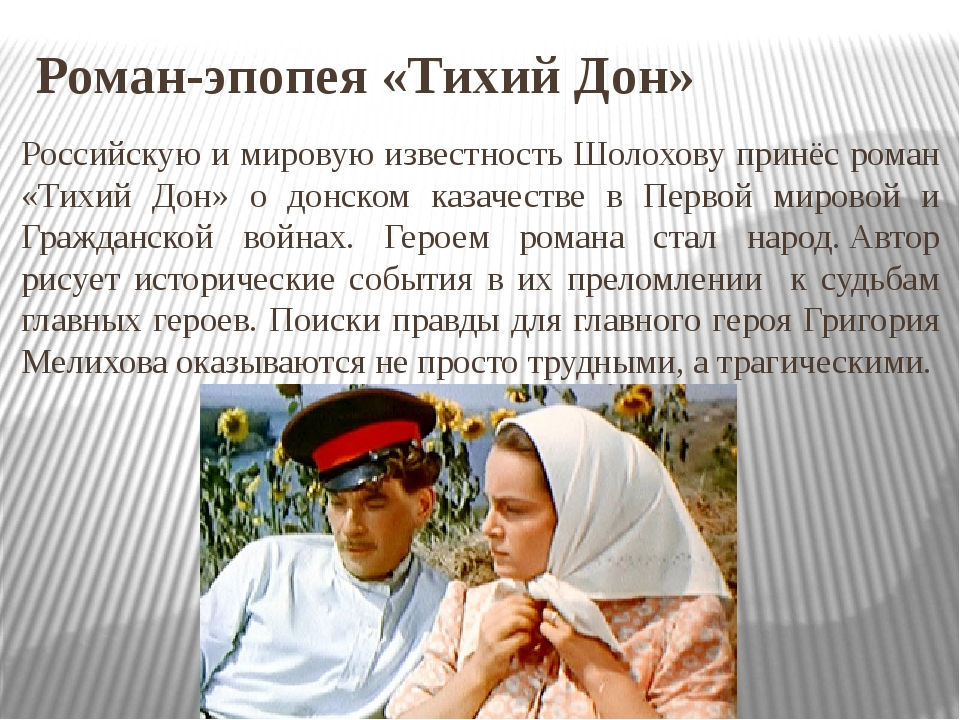 Роман-эпопея «Тихий Дон»
Российскую и мировую известность Шолохову принёс роман
«Тихий Дон» о донском казачестве в Первой мировой и
Гражданской войнах. Героем романа стал народ. Автор
рисует исторические события в их преломлении к судьбам
главных героев. Поиски правды для главного героя Григория
Мелихова оказываются не просто трудными, а трагическими.